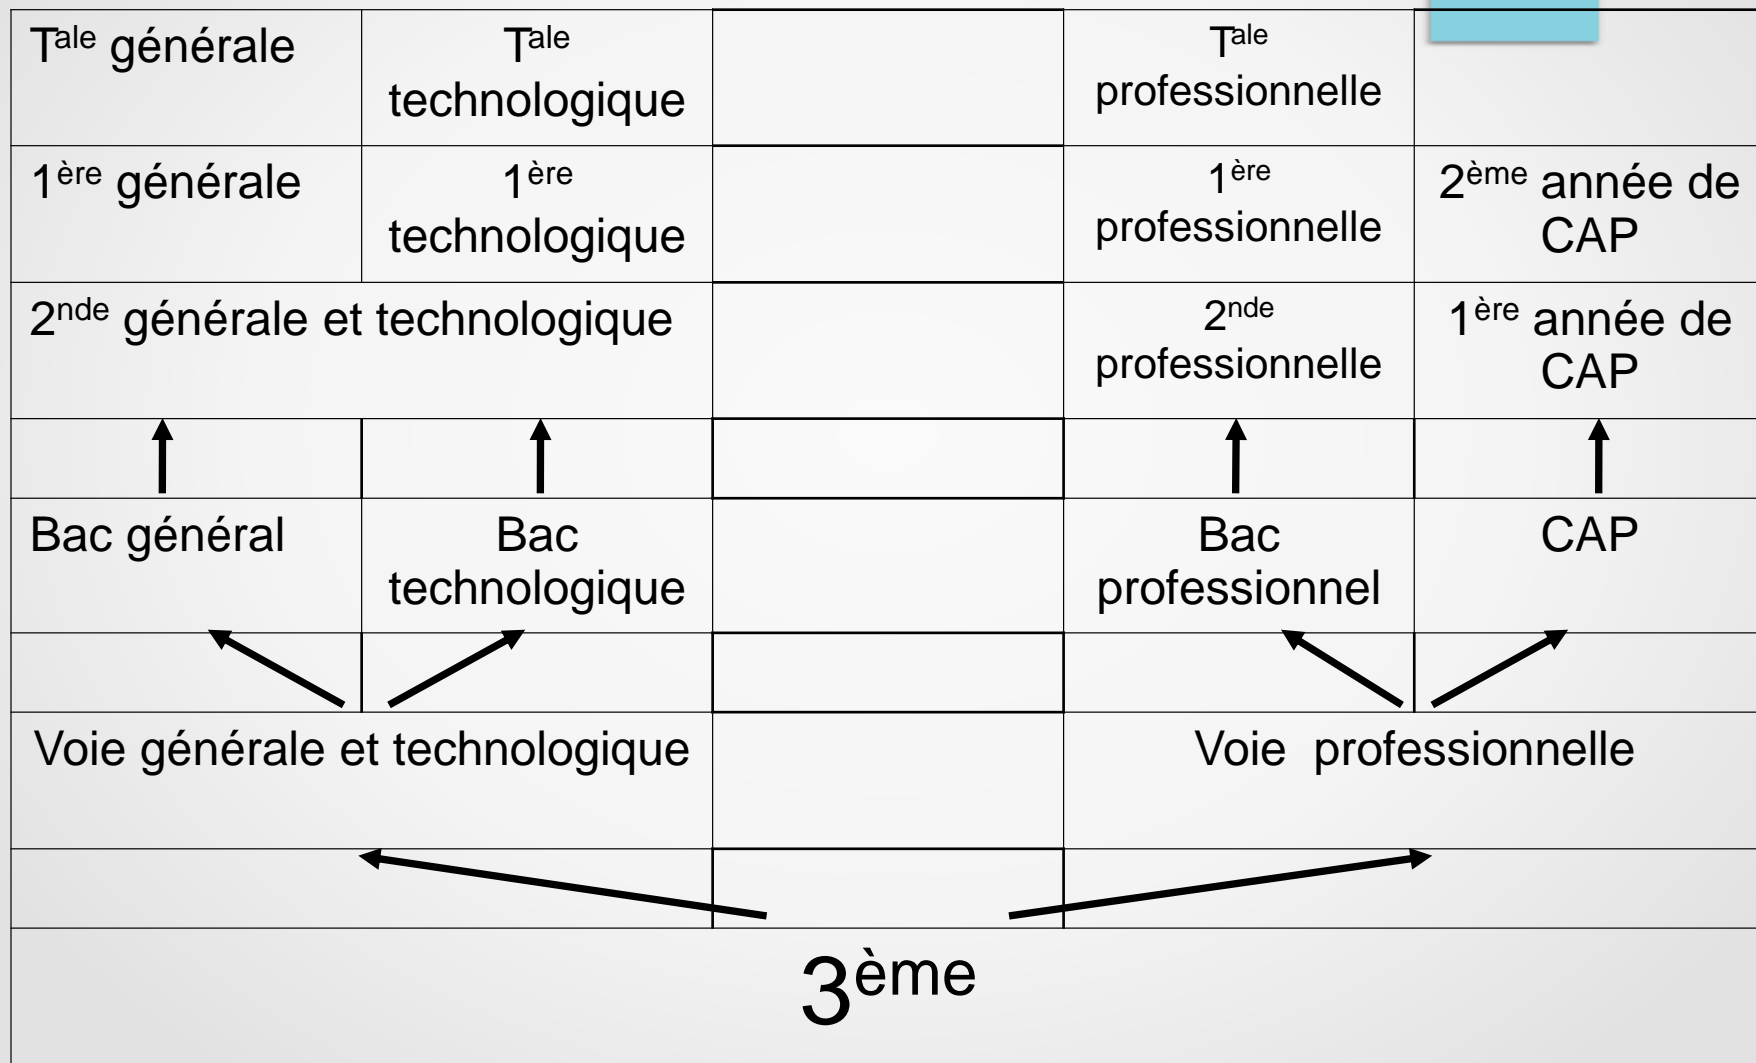 Tale générale
Tale
technologique
Tale
professionnelle
1ère générale
1ère
technologique
1ère
professionnelle
2ème année de
CAP
2nde générale et technologique
2nde
professionnelle
1ère année de
CAP
Bac général
Bac
technologique
Bac
professionnel
CAP
Voie générale et technologique
Voie professionnelle
3ème